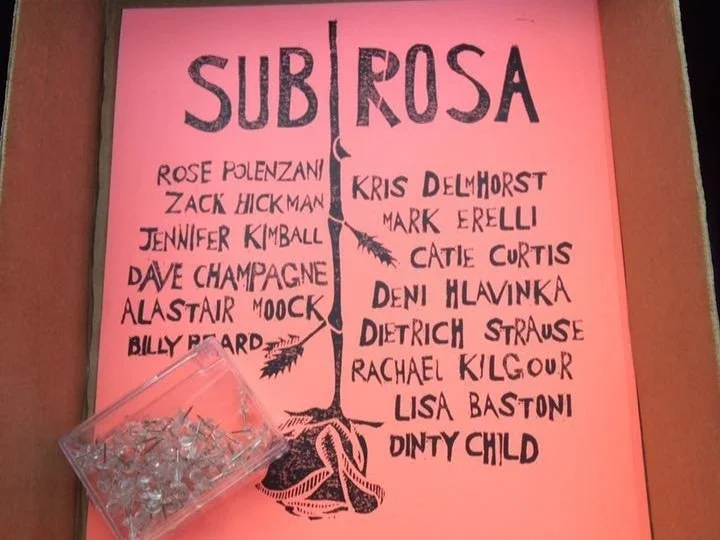 SUB ROSA
ROSE POLENZANI
ZACK HICKMAN
JENNIFER KIMBALL
DAVE CHAMPAGNE
ALASTAIR MOOCK
BILLY BEARD
KRIS DELMHORST
MARK ERELLI
CATIE CURTIS
DENI HLAVINKA
DIETRICH STRAUSE
RACHAEL KILGOUR
LISA BASTONI
DINTY CHILD